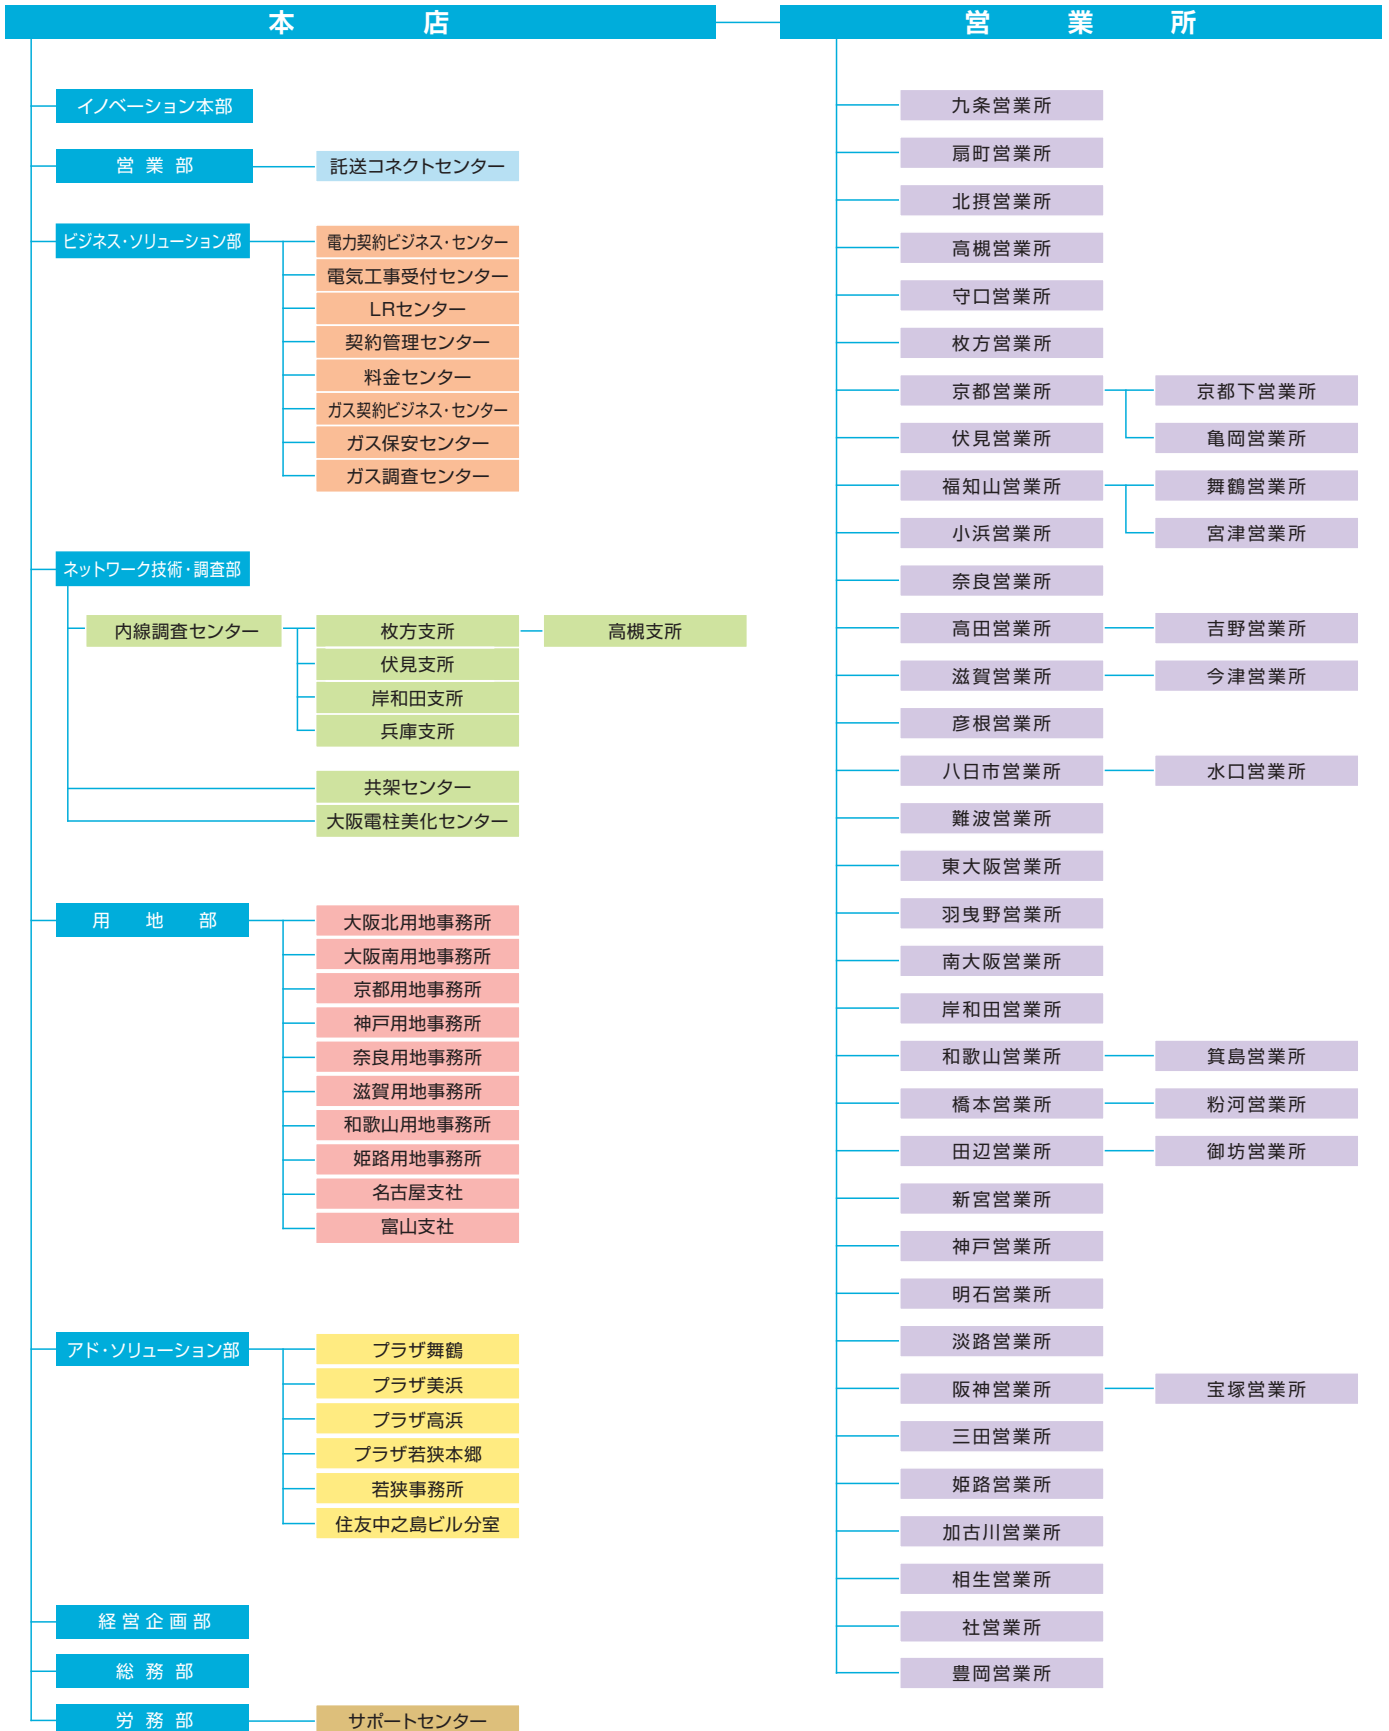 本店
イノベーション本部
営業部
託送コネクトセンター
ビジネス・ソリューション部
電力契約ビジネス・センター
電気工事受付センター
LRセンター
契約管理センター
料金センター
ガス契約ビジネス・センター
ガス保安センター
ガス調査センター
ネットワーク技術・調査部
内線調査センター
枚方支所
高槻支所
伏見支所
岸和田支所
兵庫支所
共架センター
大阪電柱美化センター
用地部
大阪北用地事務所
大阪南用地事務所
京都用地事務所
神戸用地事務所
奈良用地事務所
滋賀用地事務所
和歌山用地事務所
姫路用地事務所
名古屋支社
富山支社
アド・ソリューション部
プラザ舞鶴
プラザ美浜
プラザ高浜
プラザ若狭本郷
若狭事務所
住友中之島ビル分室
経営企画部
総務部
労務部
サポートセンター
営業所
九条営業所
扇町営業所
北摂営業所
高槻営業所
守口営業所
枚方営業所
京都営業所
京都下営業所
伏見営業所
亀岡営業所
福知山営業所
舞鶴営業所
小浜営業所
宮津営業所
奈良営業所
高田営業所
吉野営業所
滋賀営業所
今津営業所
彦根営業所
八日市営業所
水口営業所
難波営業所
東大阪営業所
羽曳野営業所
南大阪営業所
岸和田営業所
和歌山営業所
箕島営業所
橋本営業所
粉河営業所
田辺営業所
御坊営業所
新宮営業所
神戸営業所
明石営業所
淡路営業所
阪神営業所
宝塚営業所
三田営業所
姫路営業所
加古川営業所
相生営業所
社営業所
豊岡営業所